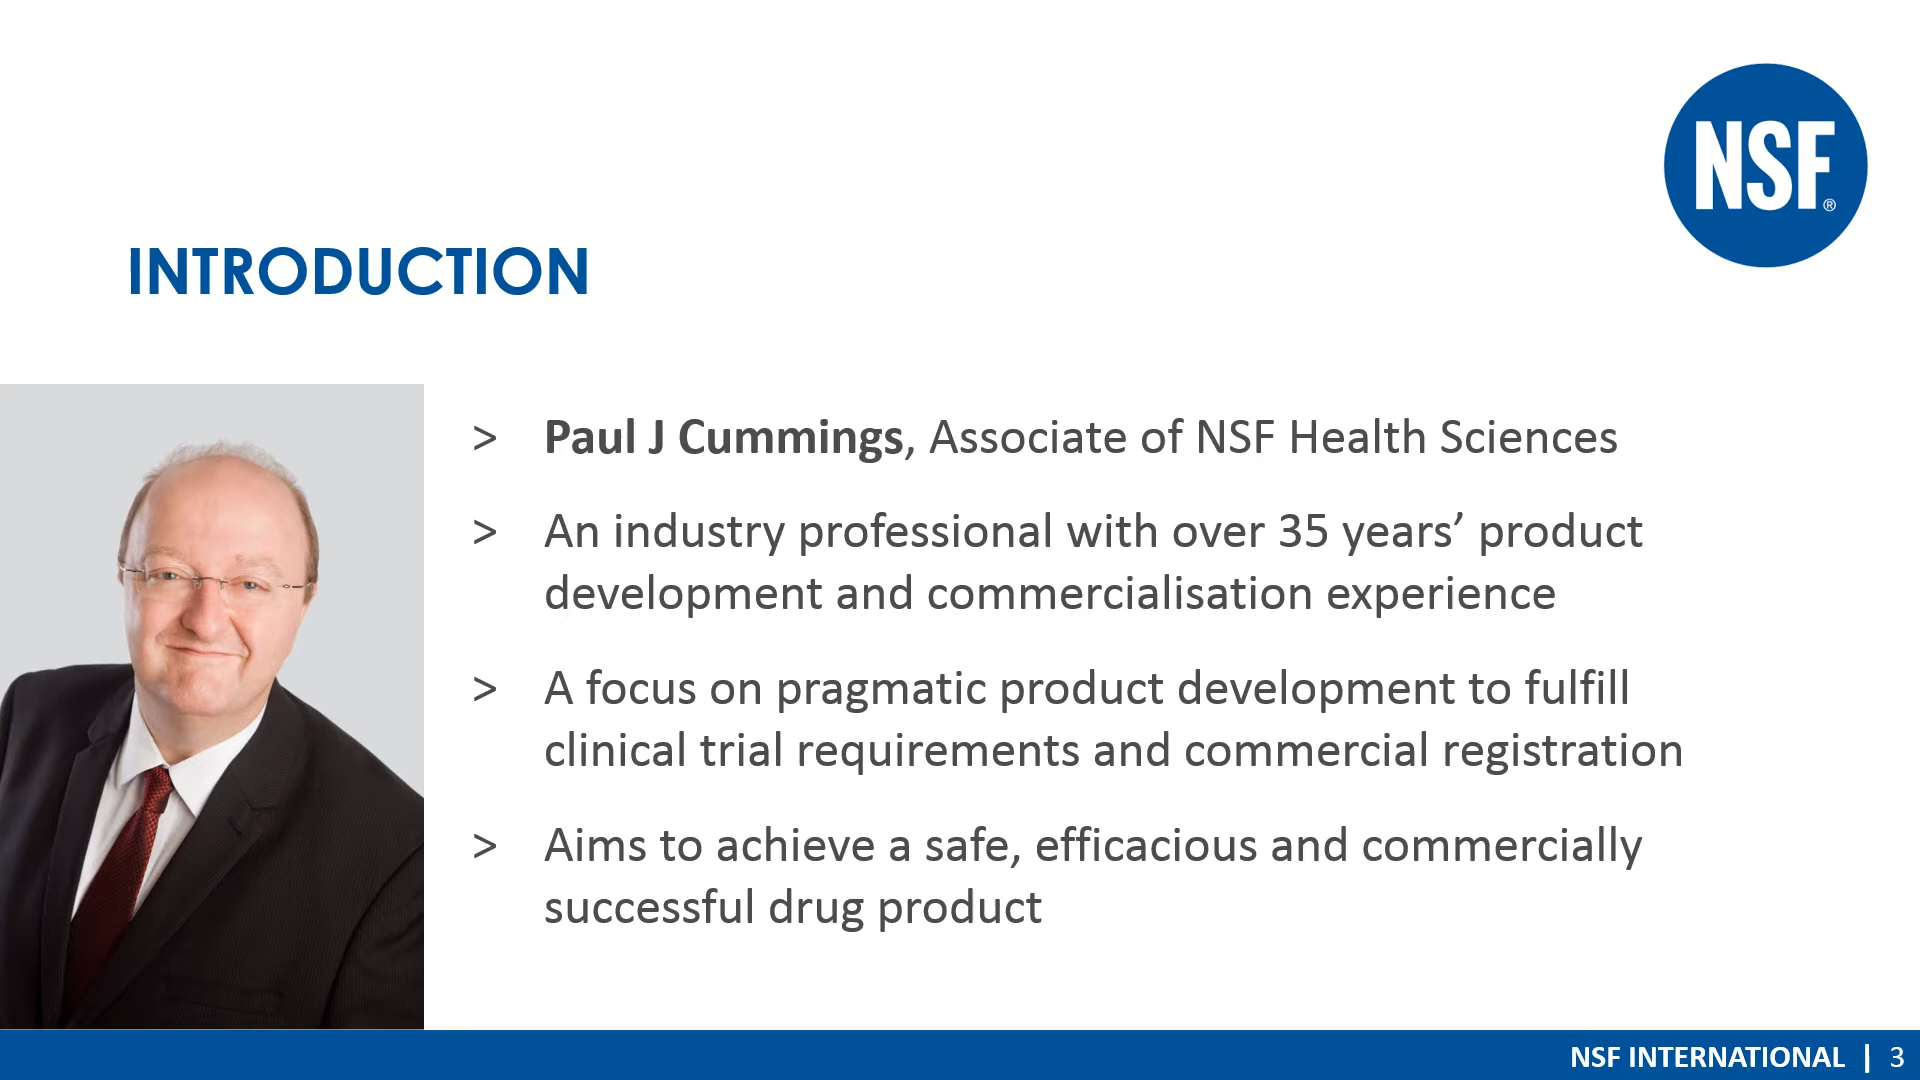 NSF®
INTRODUCTION
> Paul J Cummings, Associate of NSF Health Sciences
> An industry professional with over 35 years’ product
development and commercialisation experience
> A focus on pragmatic product development to fulfill
clinical trial requirements and commercial registration
> Aims to achieve a safe, efficacious and commercially
successful drug product
NSF INTERNATIONAL | 3